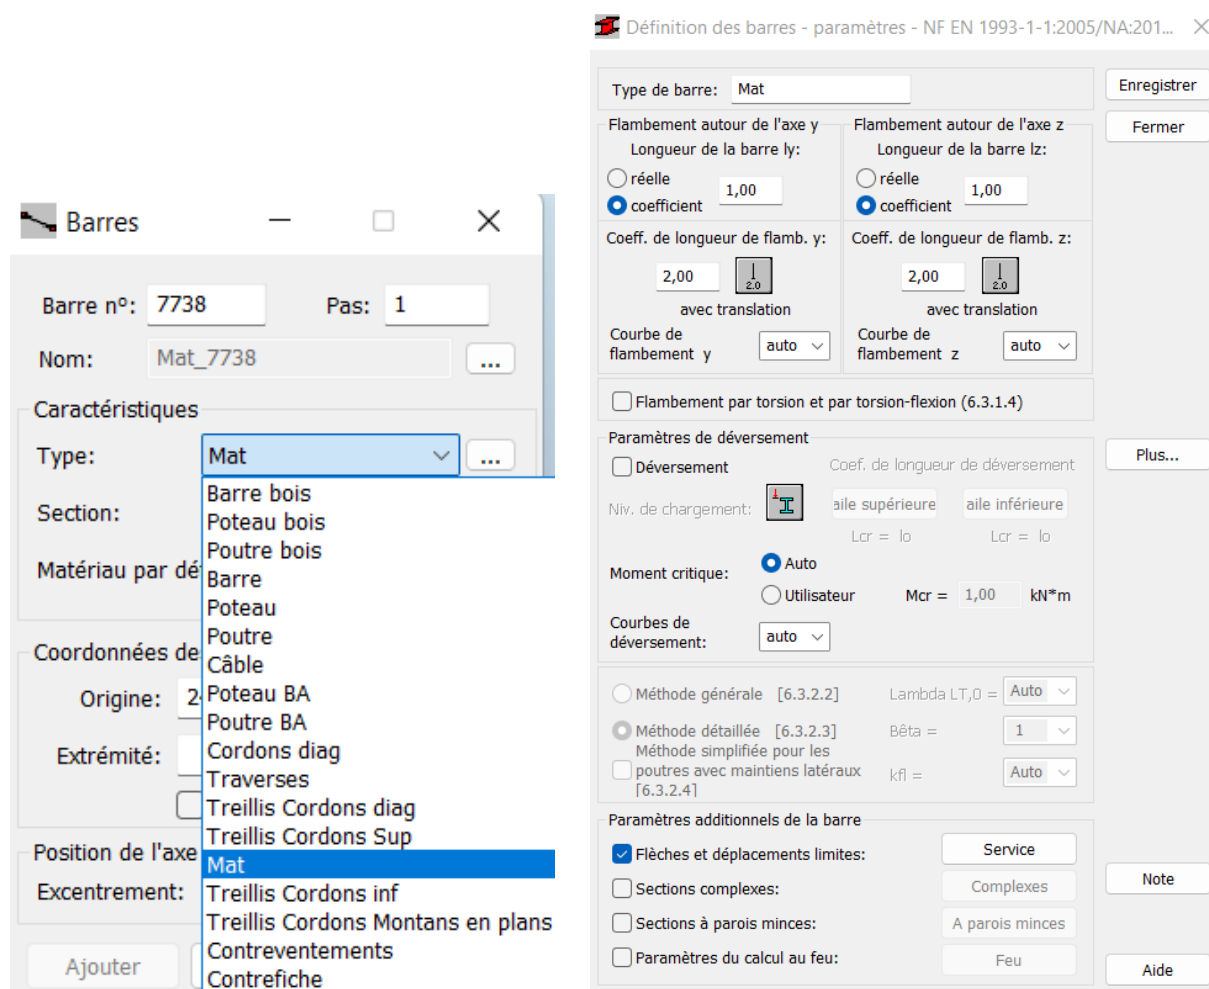 Barres
Barre nº: 7738 Pas: 1
Nom: Mat_7738 ...
Caractéristiques
Type: Mat ...
Section:
Matériau par dé
Coordonnées de
Origine: 2
Extrémité:
Position de l'axe
Excentrement:
Ajouter
Barre bois
Poteau bois
Poutre bois
Barre
Poteau
Poutre
Câble
Poteau BA
Poutre BA
Cordons diag
Traverses
Treillis Cordons diag
Treillis Cordons Sup
Mat
Treillis Cordons inf
Treillis Cordons Montans en plans
Contreventements
Contrefiche
Définition des barres - paramètres - NF EN 1993-1-1:2005/NA:201...
Type de barre: Mat
Enregistrer
Fermer
Flambement autour de l'axe y
Longueur de la barre ly:
réelle
coefficient
1,00
Coeff. de longueur de flamb. y:
2,00
2.0
avec translation
Courbe de
flambement y
auto
Flambement autour de l'axe z
Longueur de la barre lz:
réelle
coefficient
1,00
Coeff. de longueur de flamb. z:
2,00
2.0
avec translation
Courbe de
flambement z
auto
Flambement par torsion et par torsion-flexion (6.3.1.4)
Paramètres de déversement
Déversement Coef. de longueur de déversement
Plus...
Niv. de chargement: aile supérieure aile inférieure
Lcr = lo Lcr = lo
Moment critique:
Auto
Utilisateur Mcr = 1,00 kN*m
Courbes de
déversement:
auto
Méthode générale [6.3.2.2] Lambda LT,0 = Auto
Méthode détaillée [6.3.2.3] Bêta = 1
Méthode simplifiée pour les
poutres avec maintiens latéraux
[6.3.2.4]
kfl = Auto
Paramètres additionnels de la barre
Flèches et déplacements limites: Service
Sections complexes: Complexes
Note
Sections à parois minces: A parois minces
Paramètres du calcul au feu: Feu
Aide